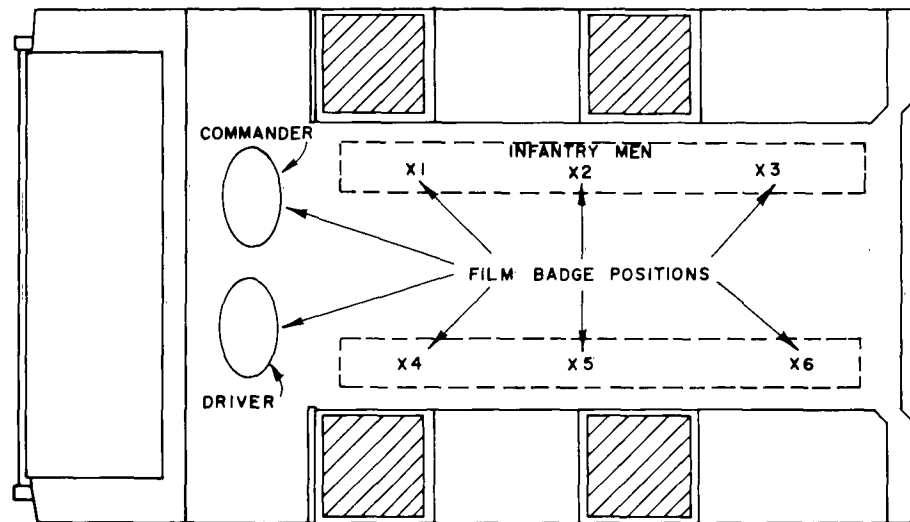 COMMANDER
INFANTRY MEN
X1 X2 X3
FILM BADGE POSITIONS
X4 X5 X6
DRIVER